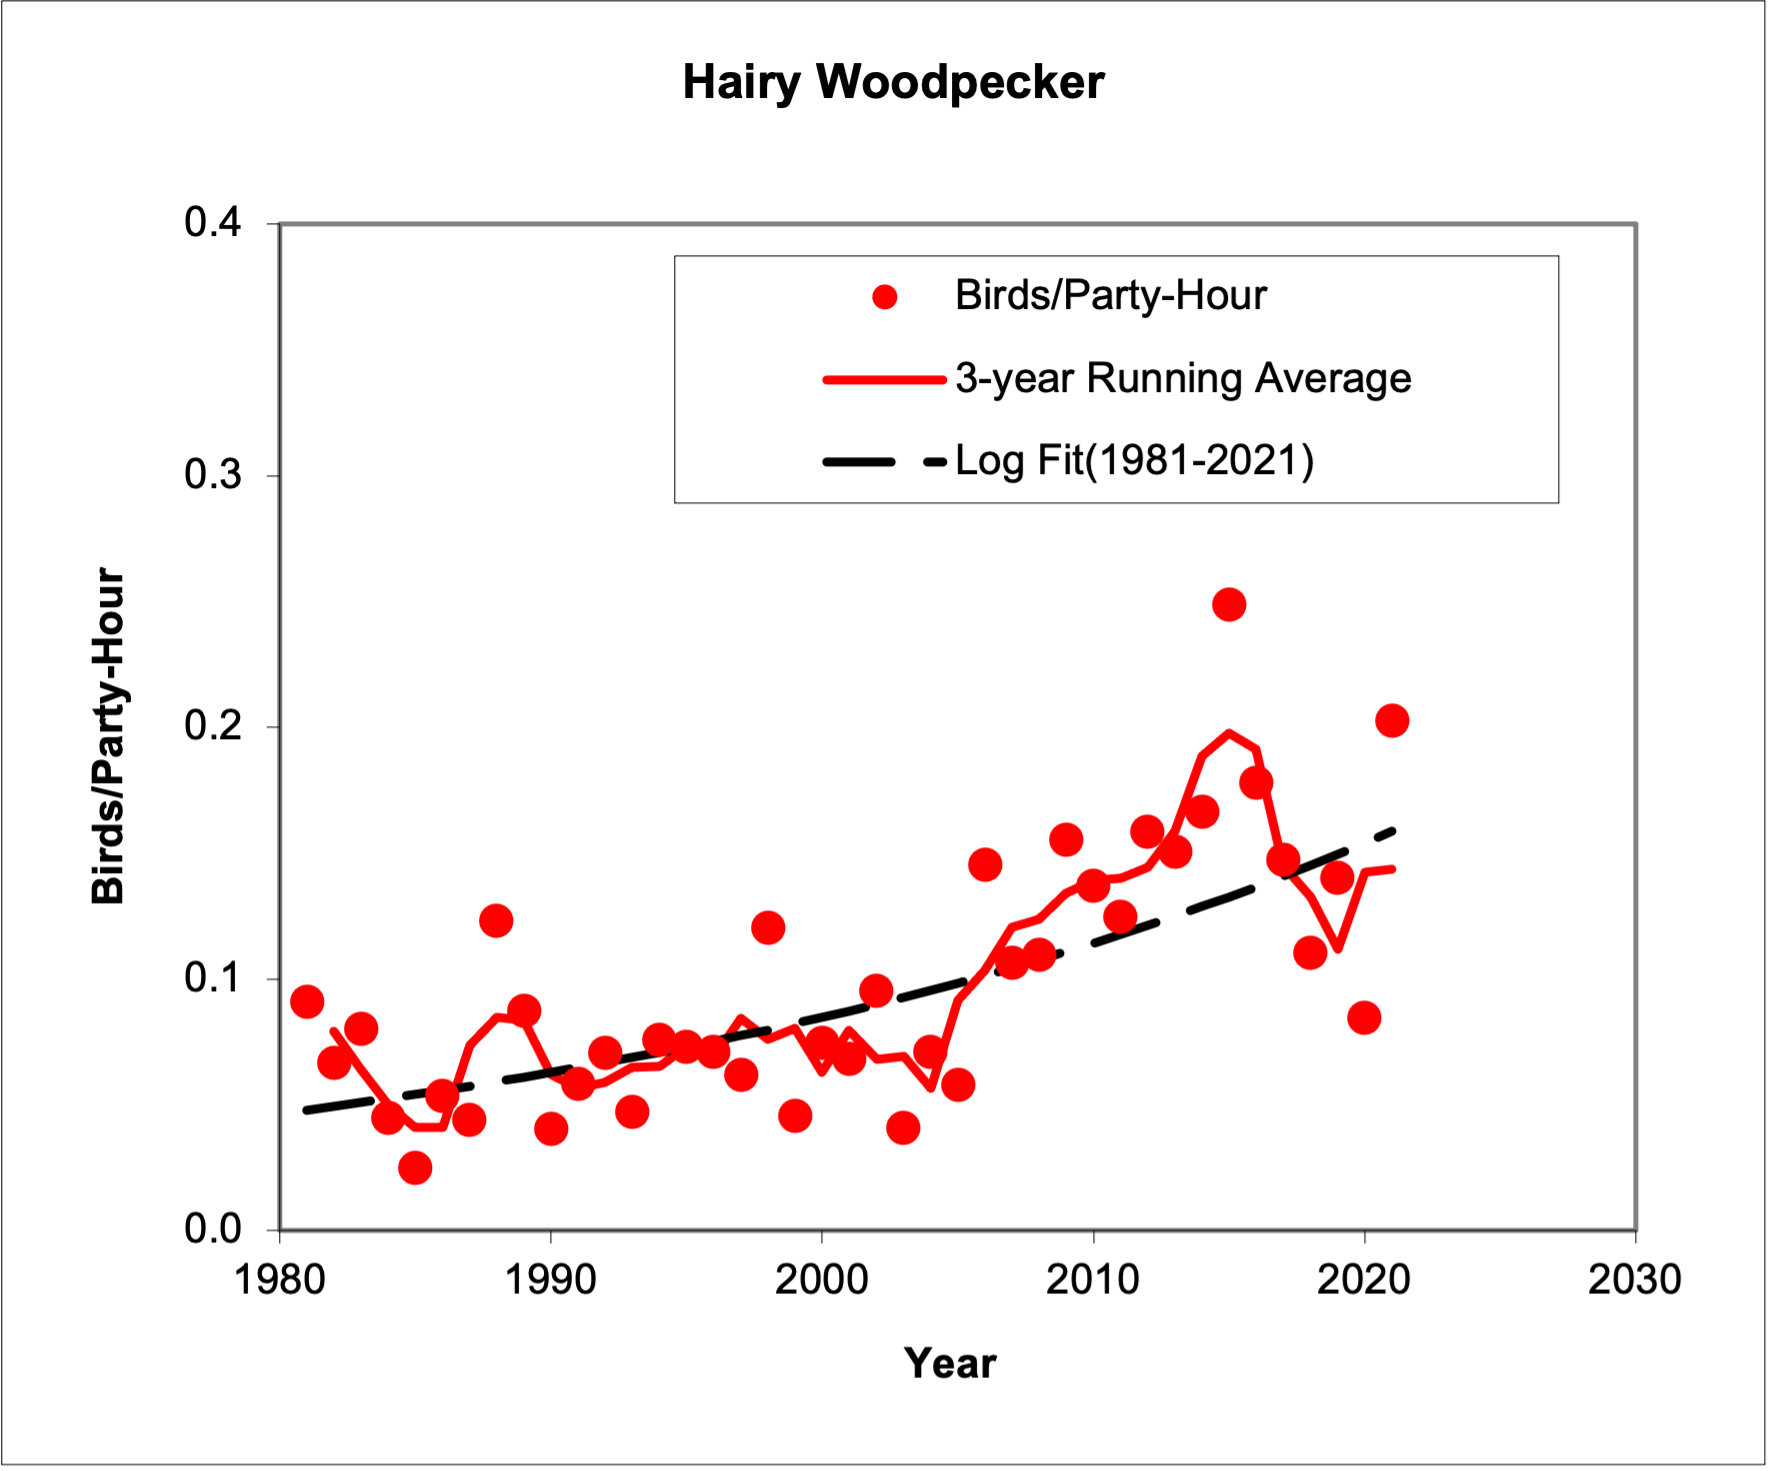 Hairy Woodpecker
0.4
0.3
0.2
0.1
0.0
Birds/Party-Hour
Birds/Party-Hour
3-year Running Average
Log Fit(1981-2021)
1980 1990 2000 2010 2020 2030
Year